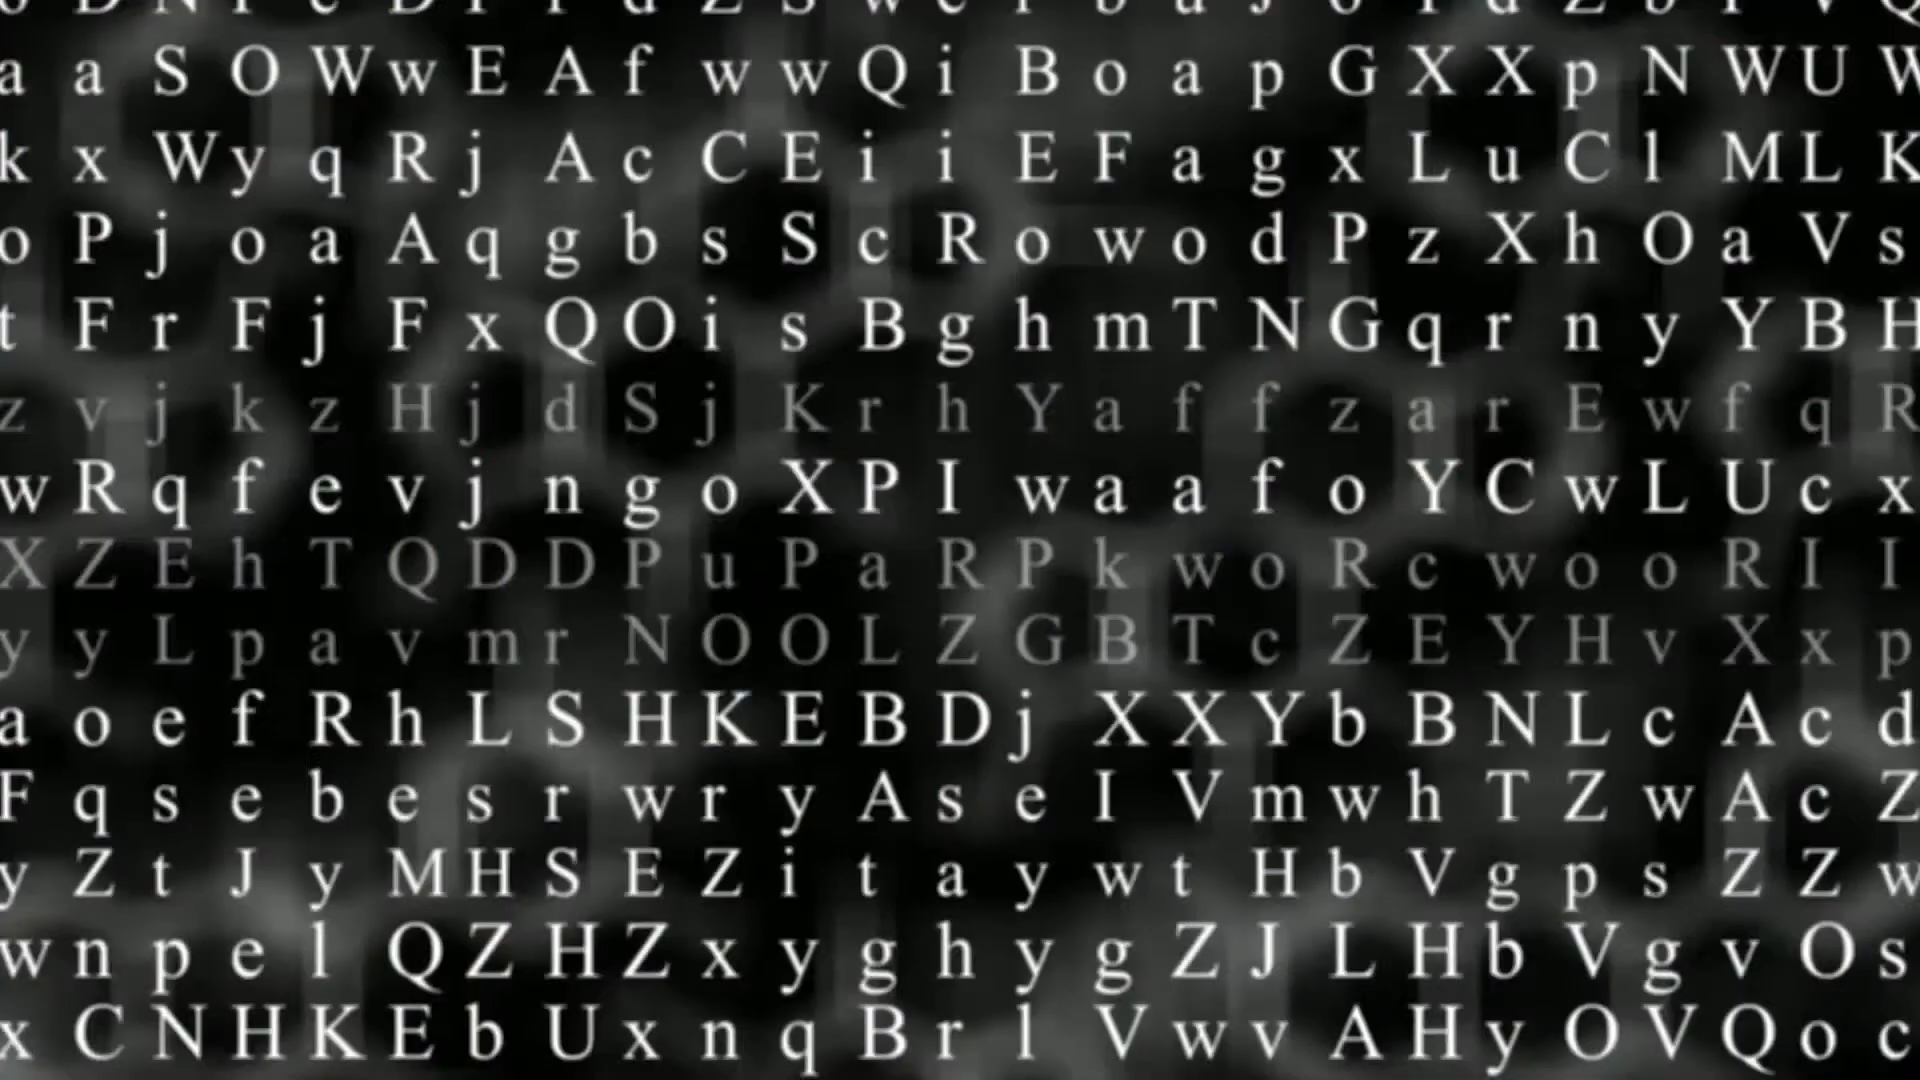 a a S O W w E A f w w Q i B o a p G X X p N W U W
k x W y q R j A c C E i i E F a g x L u C l M L K
o P j o a A q g b s S c R o w o d P z X h O a V s
t F r F j F x Q O i s B g h m T N G q r n y Y B H
z v j k z H j d S j K r h Y a f f z a r E w f q R
w R q f e v j n g o X P I w a a f o Y C w L U c x
X Z E h T Q D D P u P a R P k w o R c w o o R I I
y y L p a v m r N O O L Z G B T c Z E Y H v X x p
a o e f R h L S H K E B D j X X Y b B N L c A c d
F q s e b e s r w r y A s e I V m w h T Z w A c Z
y Z t J y M H S E Z i t a y w t H b V g p s Z Z w
w n p e l Q Z H Z x y g h y g Z J L H b V g v O s
x C N H K E b U x n q B r l V w v A H y O V Q o c